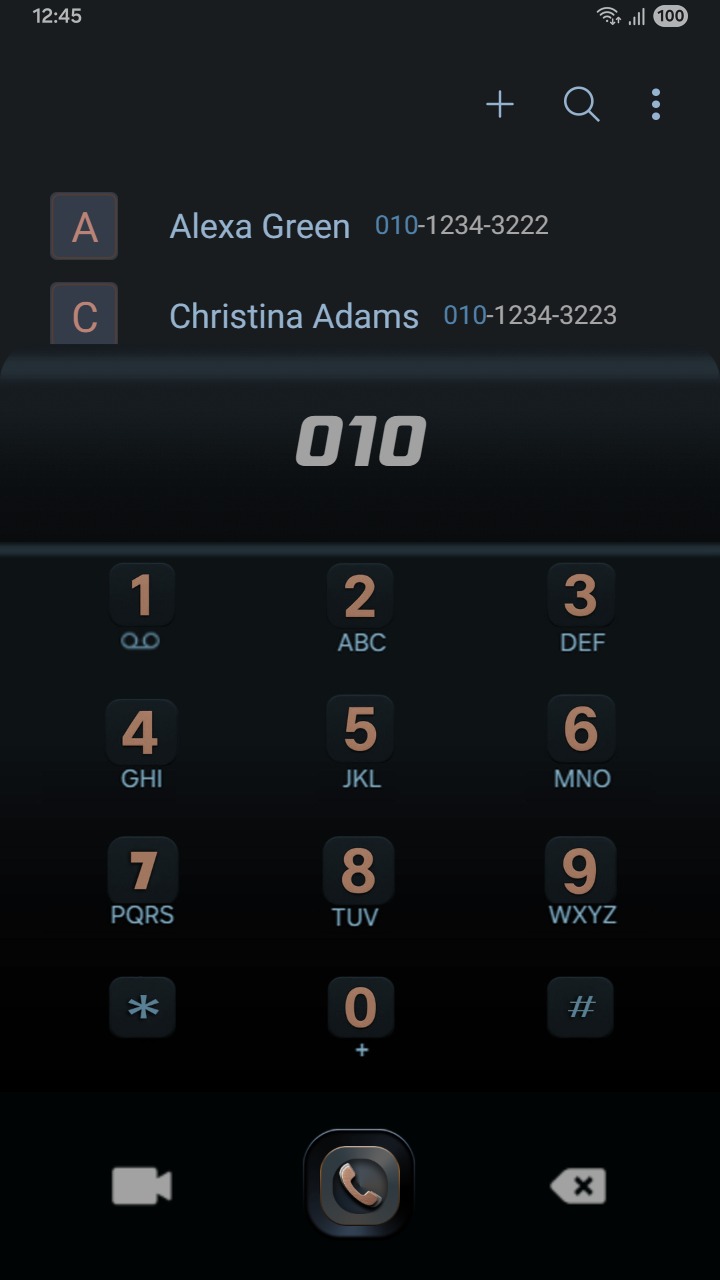 12:45 100
A Alexa Green 010-1234-3222
C Christina Adams 010-1234-3223
010
1 2 3
ABC DEF
4 5 6
GHI JKL MNO
7 8 9
PQRS TUV WXYZ
* 0 #
+